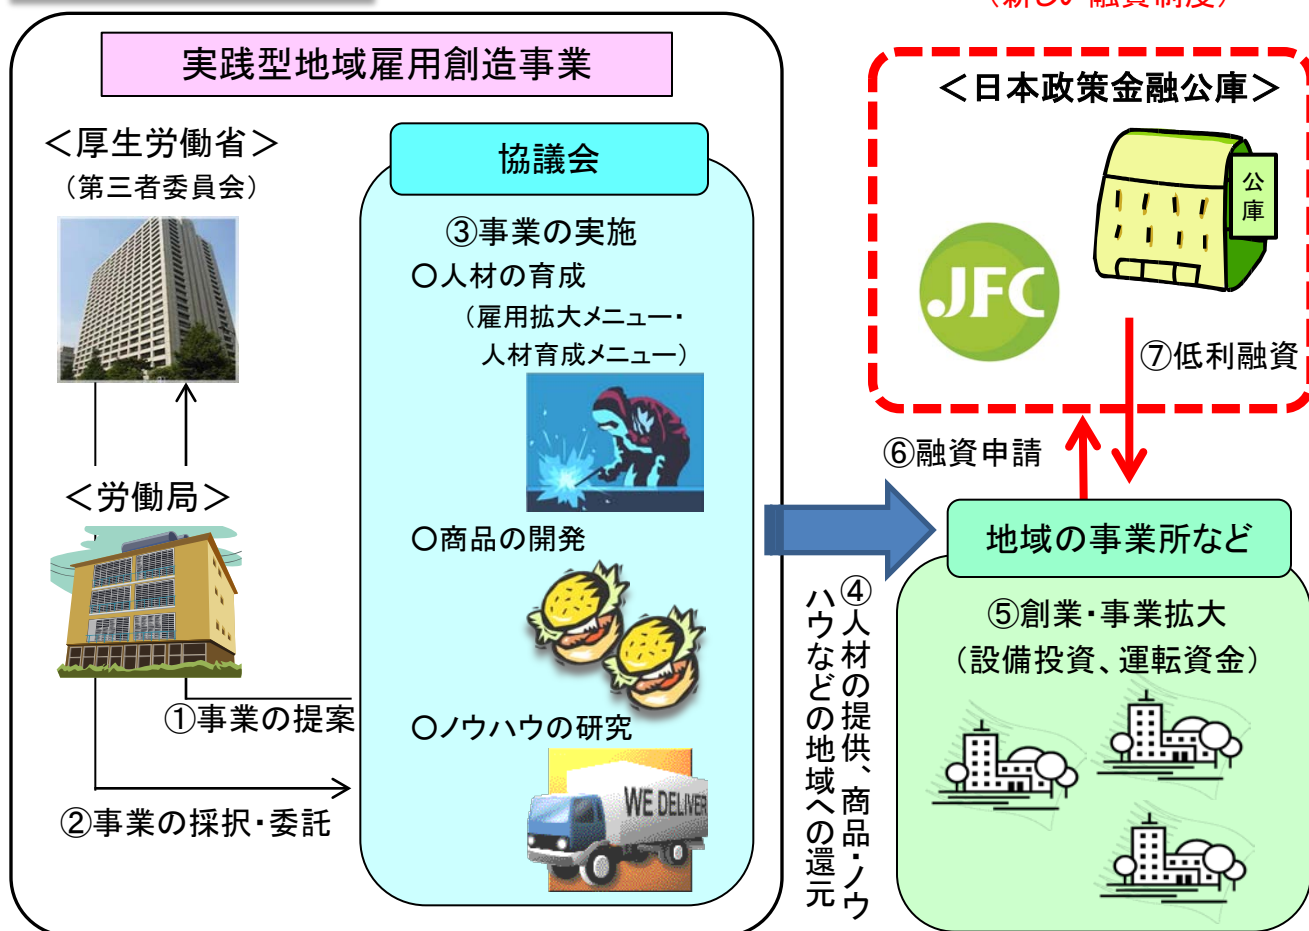 (新しい融資制度)
実践型地域雇用創造事業
＜厚生労働省＞
(第三者委員会)
＜労働局＞
①事業の提案
②事業の採択・委託
協議会
③事業の実施
○人材の育成
(雇用拡大メニュー・
人材育成メニュー)
○商品の開発
○ノウハウの研究
WE DELIVER
④人材の提供、商品・ノウ
ハウなどの地域への還元
＜日本政策金融公庫＞
公庫
JFC
⑦低利融資
⑥融資申請
地域の事業所など
⑤創業・事業拡大
(設備投資、運転資金)